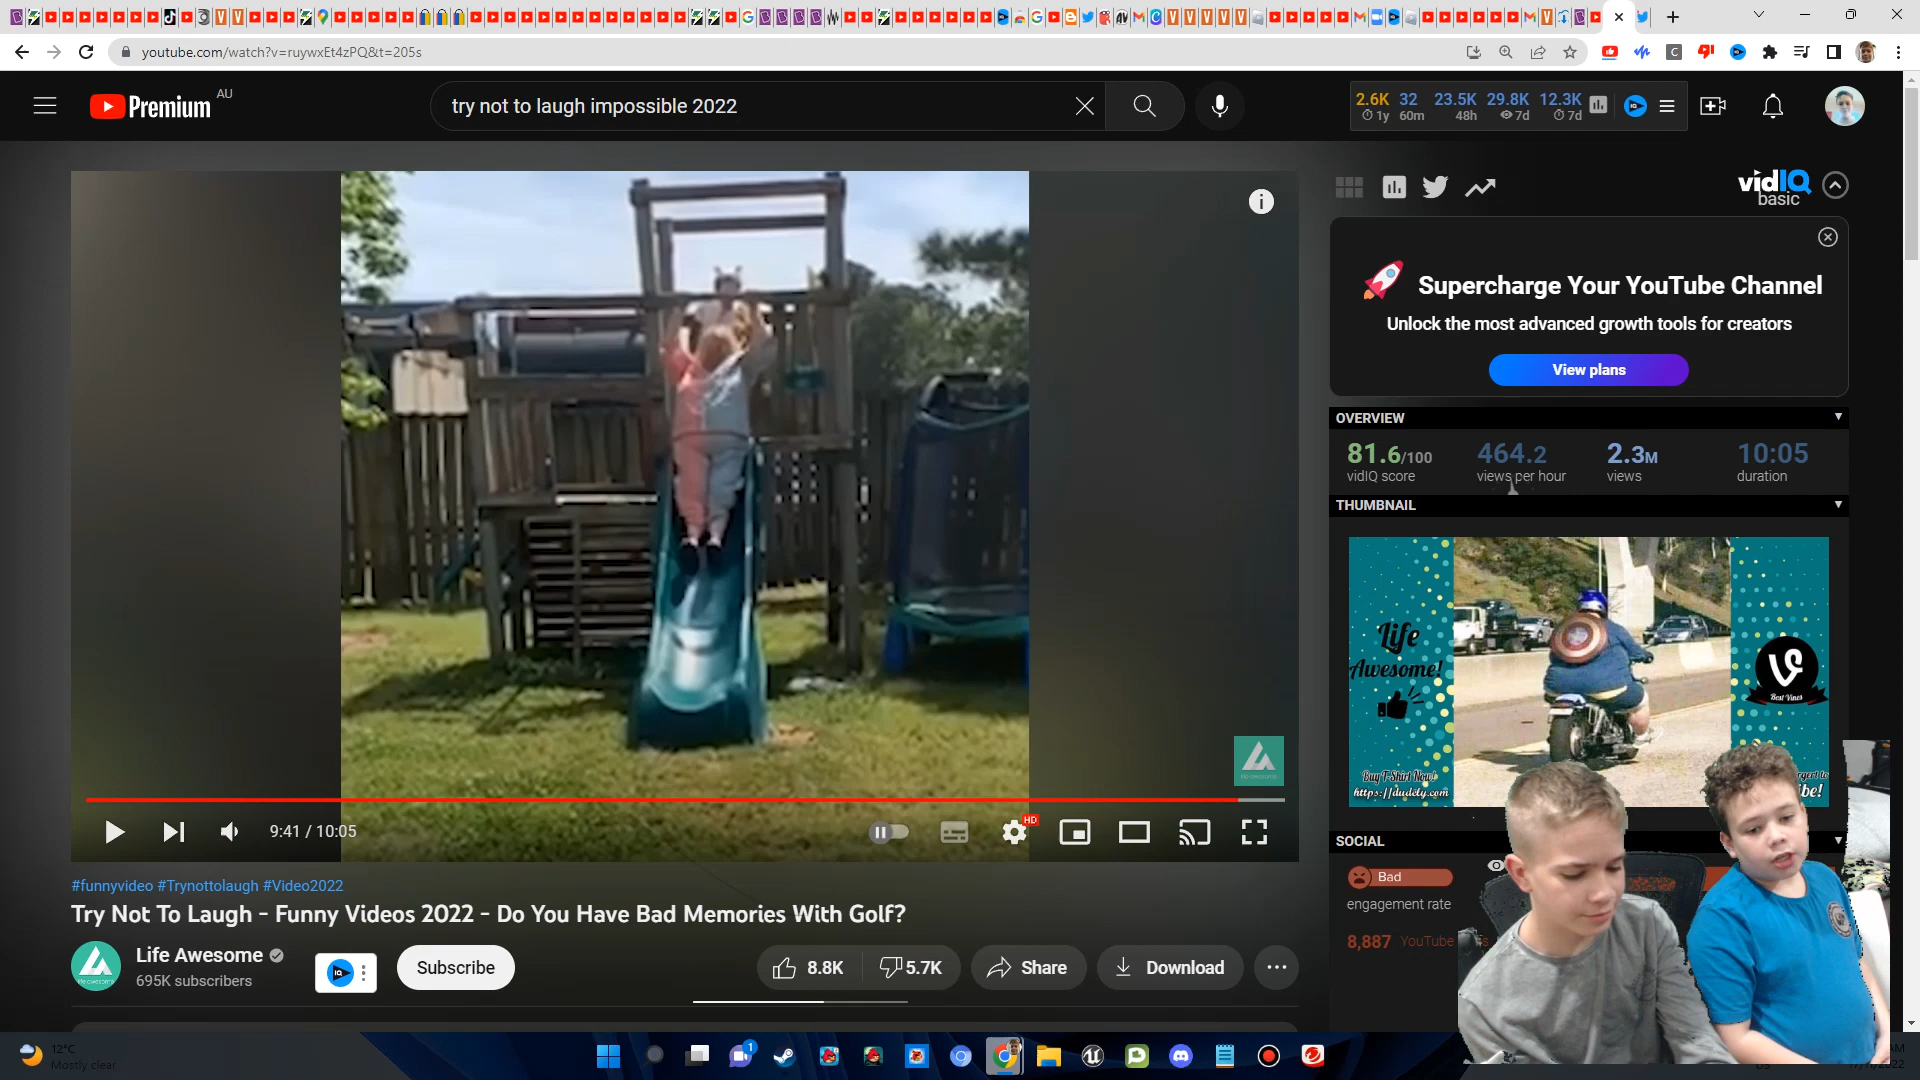 youtube.com/watch?v=ruywxEt4zPQ&t=205s
Premium
AU
try not to laugh impossible 2022
2.6K 32 23.5K 29.8K 12.3K
1y 60m 48h 7d 7d
vidIQ
basic
Supercharge Your YouTube Channel
Unlock the most advanced growth tools for creators
View plans
OVERVIEW
81.6/100 464.2 2.3M 10:05
vidIQ score views per hour views duration
THUMBNAIL
Life
Awesome!
Best Vines
Buy T-Shirt Now!
https://dudely.com
be!
SOCIAL
Bad
engagement rate
8,887 YouTube
HD
9:41 / 10:05
#funnyvideo #Trynottolaugh #Video2022
Try Not To Laugh - Funny Videos 2022 - Do You Have Bad Memories With Golf?
Life Awesome
695K subscribers
Subscribe
8.8K
5.7K
Share
Download
12°C
Mostly clear
1